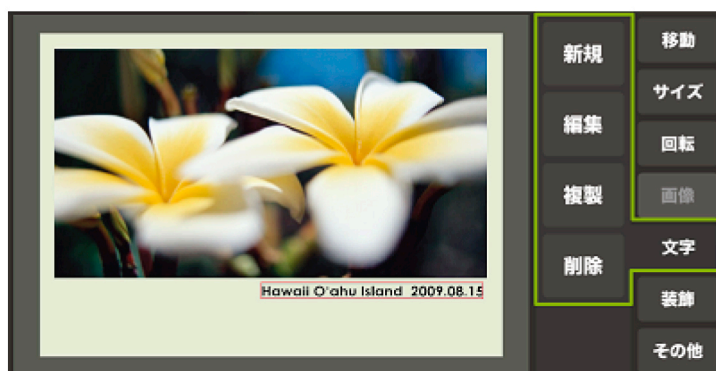 Hawaii O'ahu Island 2009.08.15
新規
編集
複製
削除
移動
サイズ
回転
画像
文字
装飾
その他